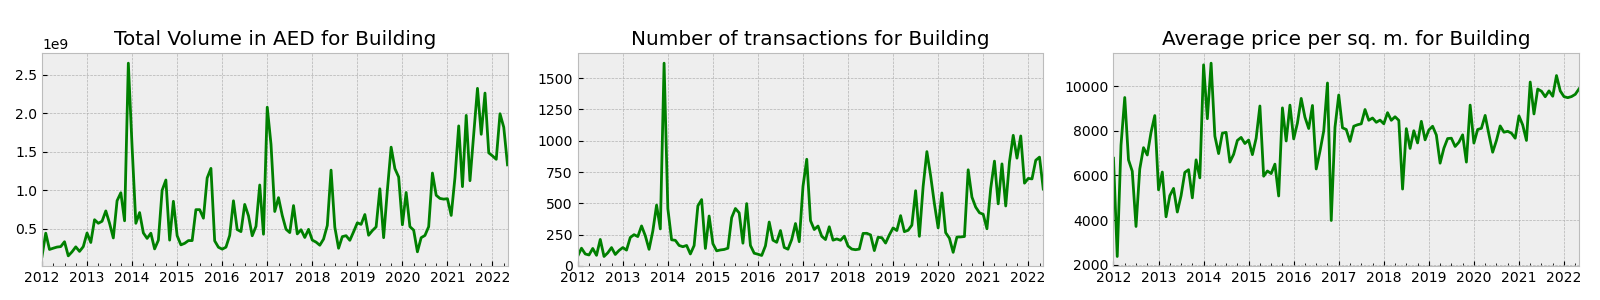 Total Volume in AED for Building
1e9
2.5
2.0
1.5
1.0
0.5
2012 2013 2014 2015 2016 2017 2018 2019 2020 2021 2022
Number of transactions for Building
1500
1250
1000
750
500
250
0
2012 2013 2014 2015 2016 2017 2018 2019 2020 2021 2022
Average price per sq. m. for Building
10000
8000
6000
4000
2000
2012 2013 2014 2015 2016 2017 2018 2019 2020 2021 2022